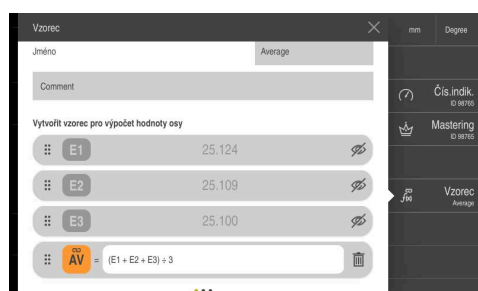 Vzorec
mm
Degree
Jméno
Average
Comment
Čís.indik.
ID 98765
Vytvořit vzorec pro výpočet hodnoty osy
Mastering
ID 98765
E1
25.124
E2
25.109
Vzorec
Average
E3
25.100
AV = (E1 + E2 + E3) ÷ 3